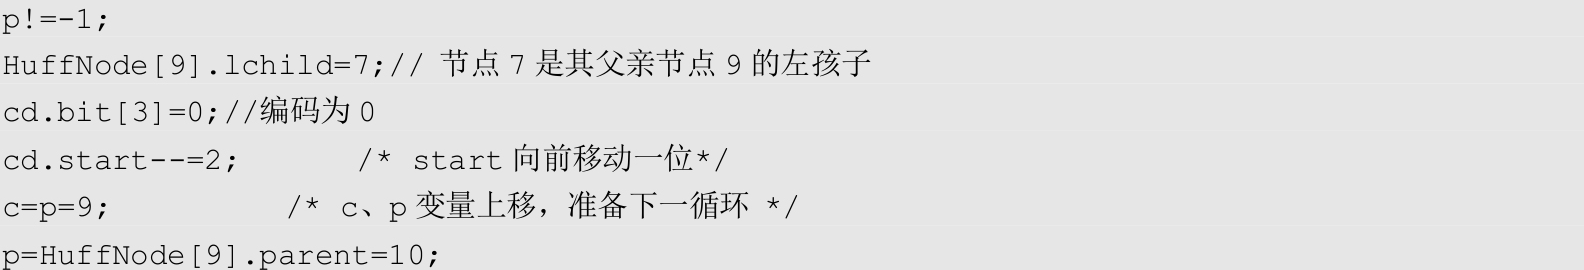 p!=-1;
HuffNode[9].lchild=7;// 节点 7 是其父亲节点 9 的左孩子
cd.bit[3]=0;//编码为 0
cd.start--=2; /* start 向前移动一位*/
c=p=9; /* c、p 变量上移，准备下一循环 */
p=HuffNode[9].parent=10;